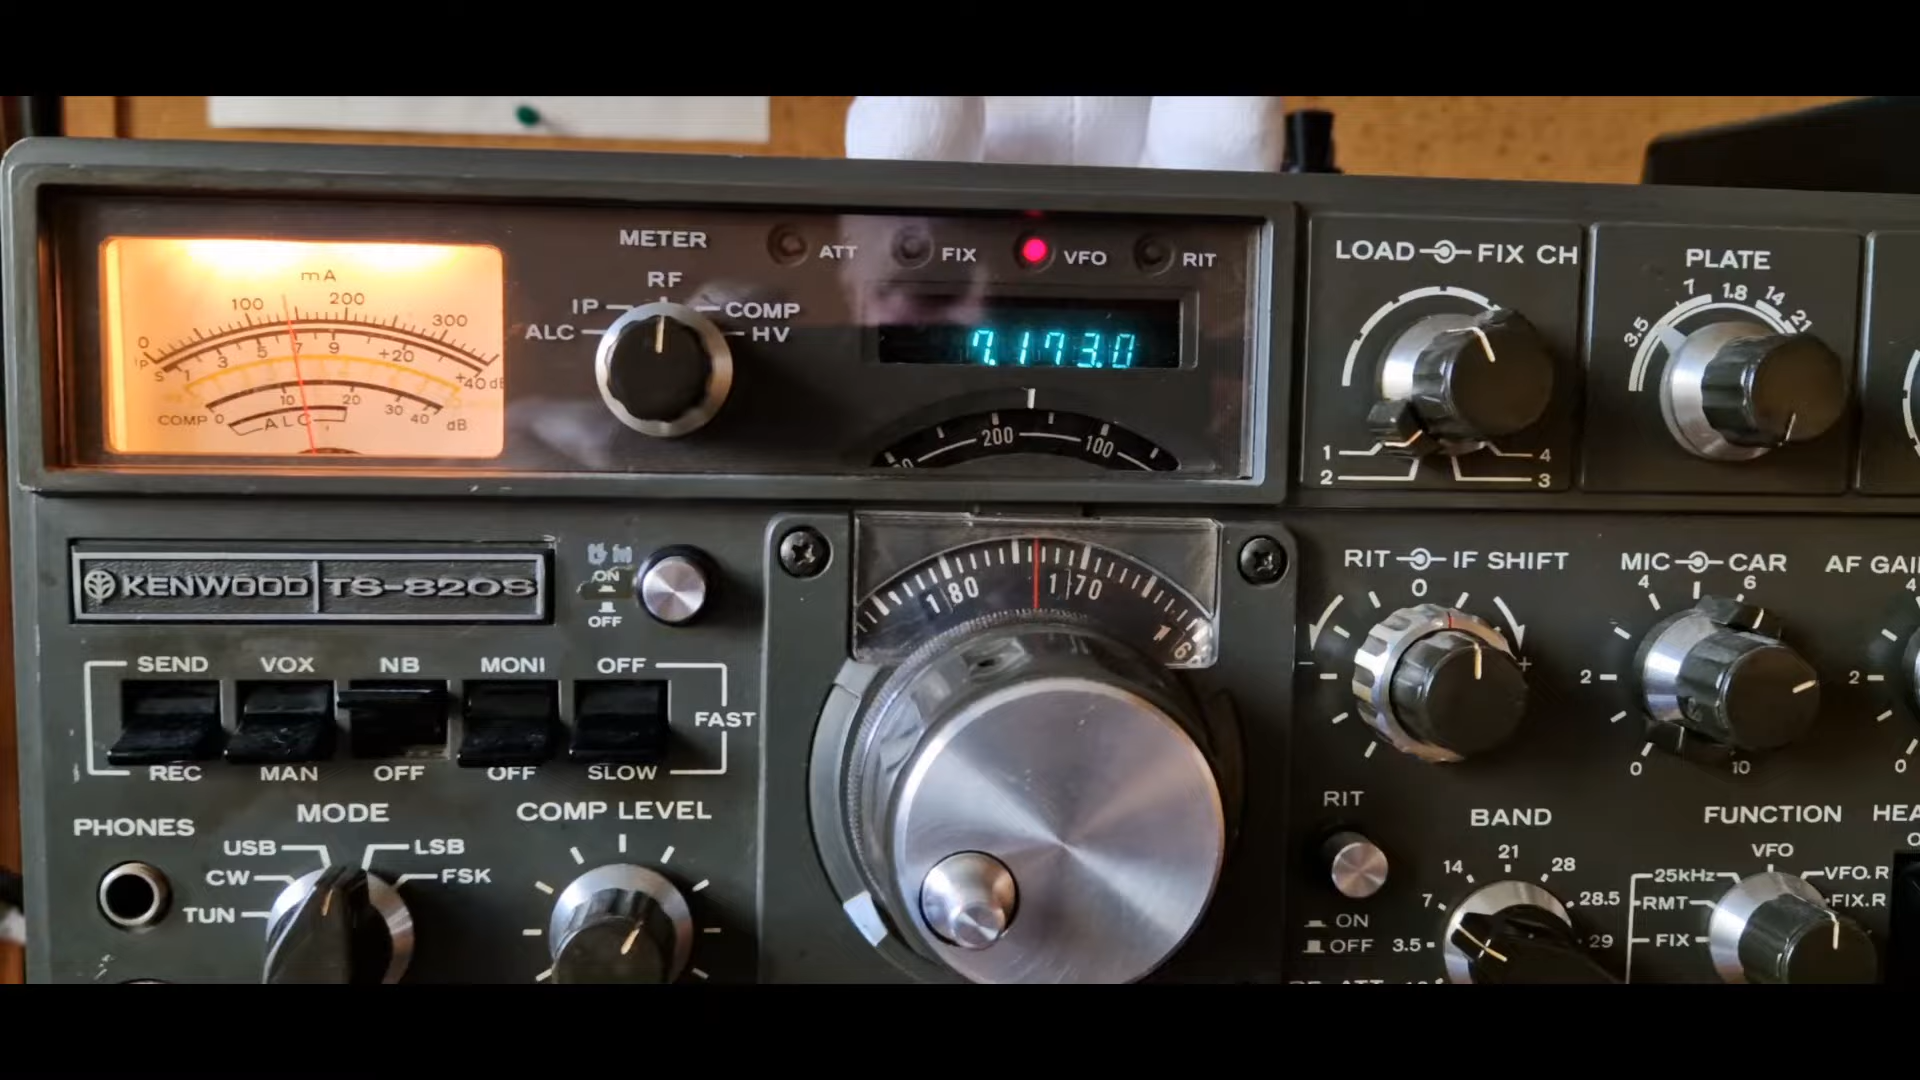 mA
100 200 300
0
P
S 1 3 5 7 9 +20 +40dB
COMP 0 10 20 30 40 dB
ALC
METER
RF
IP COMP
ALC HV
ATT FIX VFO RIT
7.173.0
200 100
LOAD FIX CH
1 4
2 3
PLATE
3.5 7 1.8 14 21
KENWOOD TS-820S
ON
OFF
180 170 16
RIT IF SHIFT
0
- +
MIC CAR
4 6
2
0 10
AF GAI
4
2
0
SEND VOX NB MONI OFF
FAST
REC MAN OFF OFF SLOW
PHONES
MODE
USB LSB
CW FSK
TUN
COMP LEVEL
RIT
ON
OFF
BAND
21
14 28
7 28.5
3.5 29
FUNCTION
VFO
25kHz VFO.R
RMT FIX.R
FIX
HEA